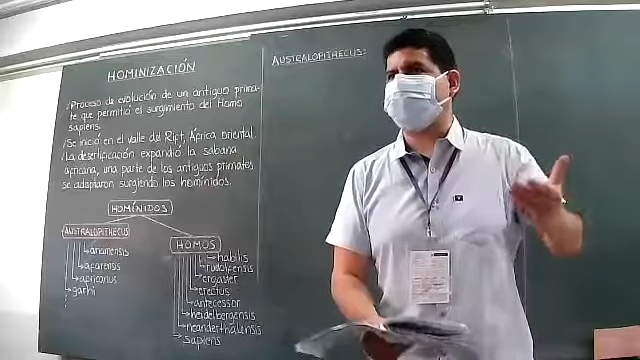 HOMINIZACIÓN
Proceso de evolución de un antiguo prima-
te que permitió el surgimiento del Homo
sapiens.
Se inició en el valle del Rift, África oriental.
La desertificación expandió la sabana
africana, una parte de los antiguos primates
se adaptaron surgiendo los homínidos.
HOMÍNIDOS
AUSTRALOPITHECUS
anamensis
afarensis
africanus
garhi
HOMOS
habilis
rudolfensis
ergaster
erectus
antecessor
heidelbergensis
neanderthalensis
sapiens
AUSTRALOPITHECUS: